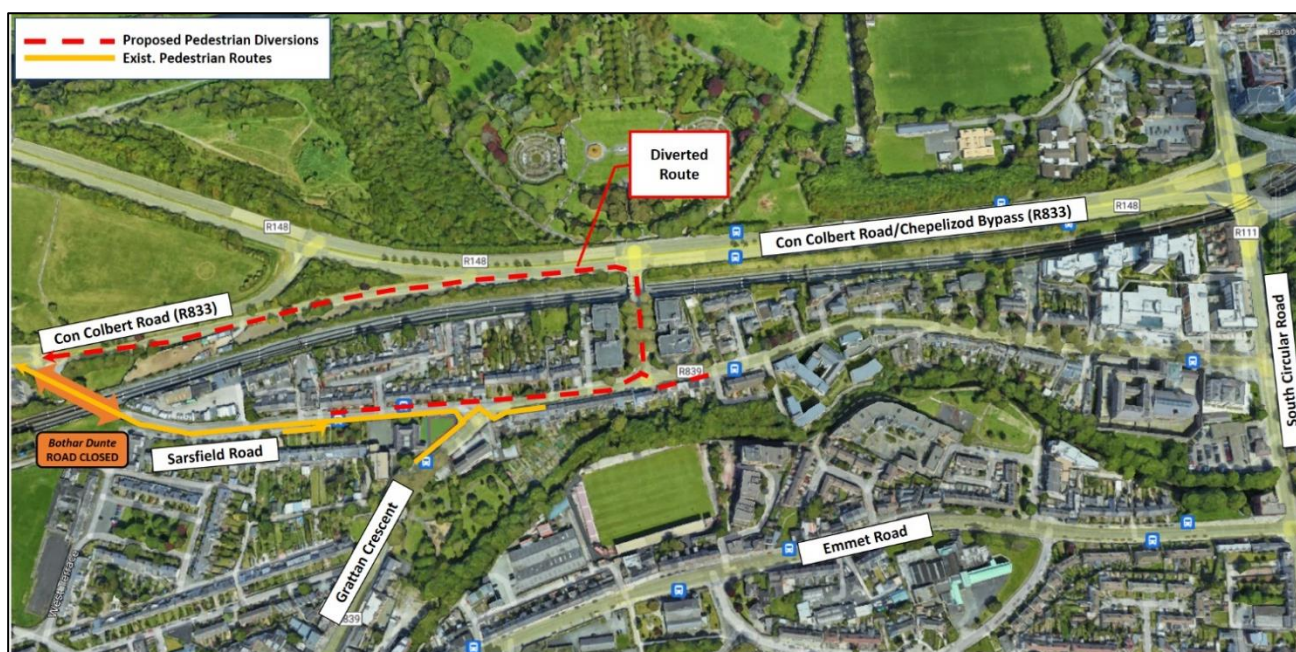 Proposed Pedestrian Diversions
Exist. Pedestrian Routes
Diverted
Route
R148
Con Colbert Road/Chepelizod Bypass (R833)
R148
R148
R111
Con Colbert Road (R833)
South Circular Road
R839
Bothar Dunte
ROAD CLOSED
Sarsfield Road
Grattan Crescent
Emmet Road
R839